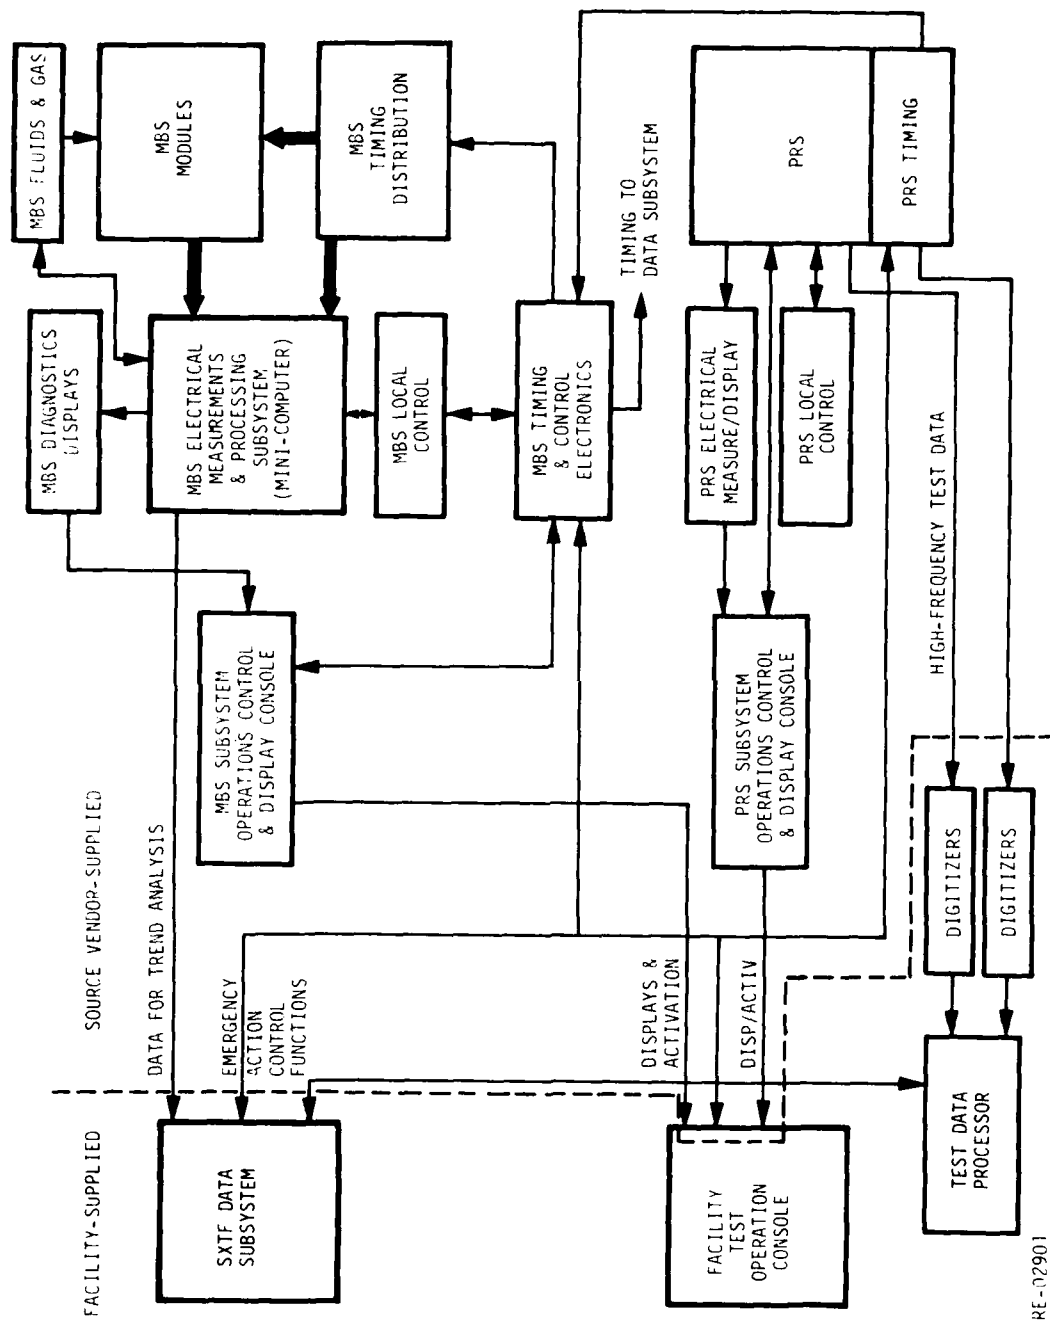 FACILITY-SUPPLIED
SOURCE VENDOR-SUPPLIED
SXTF DATA
SUBSYSTEM
DATA FOR TREND ANALYSIS
EMERGENCY
ACTION
CONTROL
FUNCTIONS
MBS DIAGNOSTICS
DISPLAYS
MBS FLUIDS & GAS
MBS ELECTRICAL
MEASUREMENTS
& PROCESSING
SUBSYSTEM,
(MINI-COMPUTER)
MBS
MODULES
MBS SUBSYSTEM
OPERATIONS CONTROL
& DISPLAY CONSOLE
MBS LOCAL
CONTROL
MBS
TIMING
DISTRIBUTION
MBS TIMING
& CONTROL
ELECTRONICS
TIMING TO
DATA SUBSYSTEM
FACILITY
TEST
OPERATION
CONSOLE
DISPLAYS &
ACTIVATION
DISP/ACTIV
PRS SUBSYSTEM
OPERATIONS CONTROL
& DISPLAY CONSOLE
PRS ELECTRICAL
MEASURE/DISPLAY
PRS LOCAL
CONTROL
PRS
PRS TIMING
HIGH-FREQUENCY TEST DATA
TEST DATA
PROCESSOR
DIGITIZERS
DIGITIZERS
RE-02901